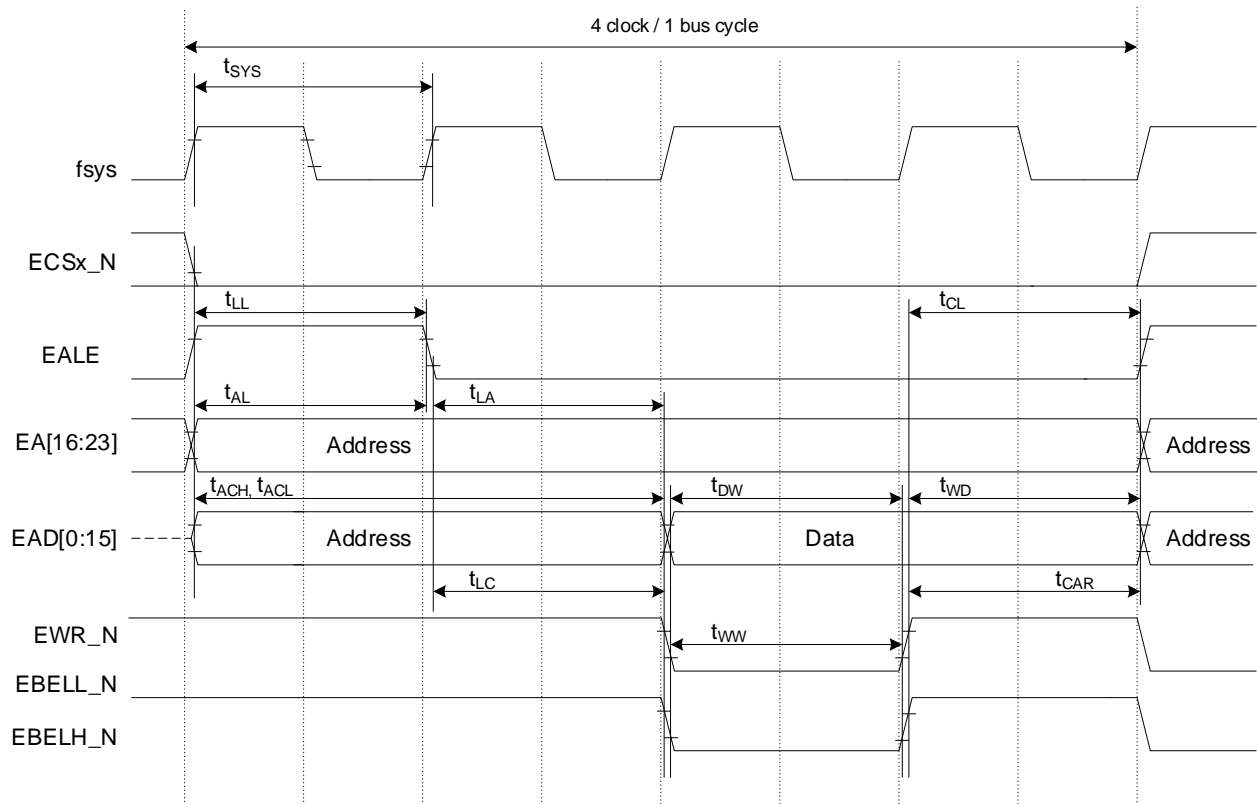 4 clock / 1 bus cycle
tSYS
fsys
ECSx_N
tLL
tCL
EALE
tAL
tLA
EA[16:23]
Address
Address
tACH, tACL
tDW
tWD
EAD[0:15]
Address
Data
Address
tLC
tCAR
EWR_N
tWW
EBELL_N
EBELH_N